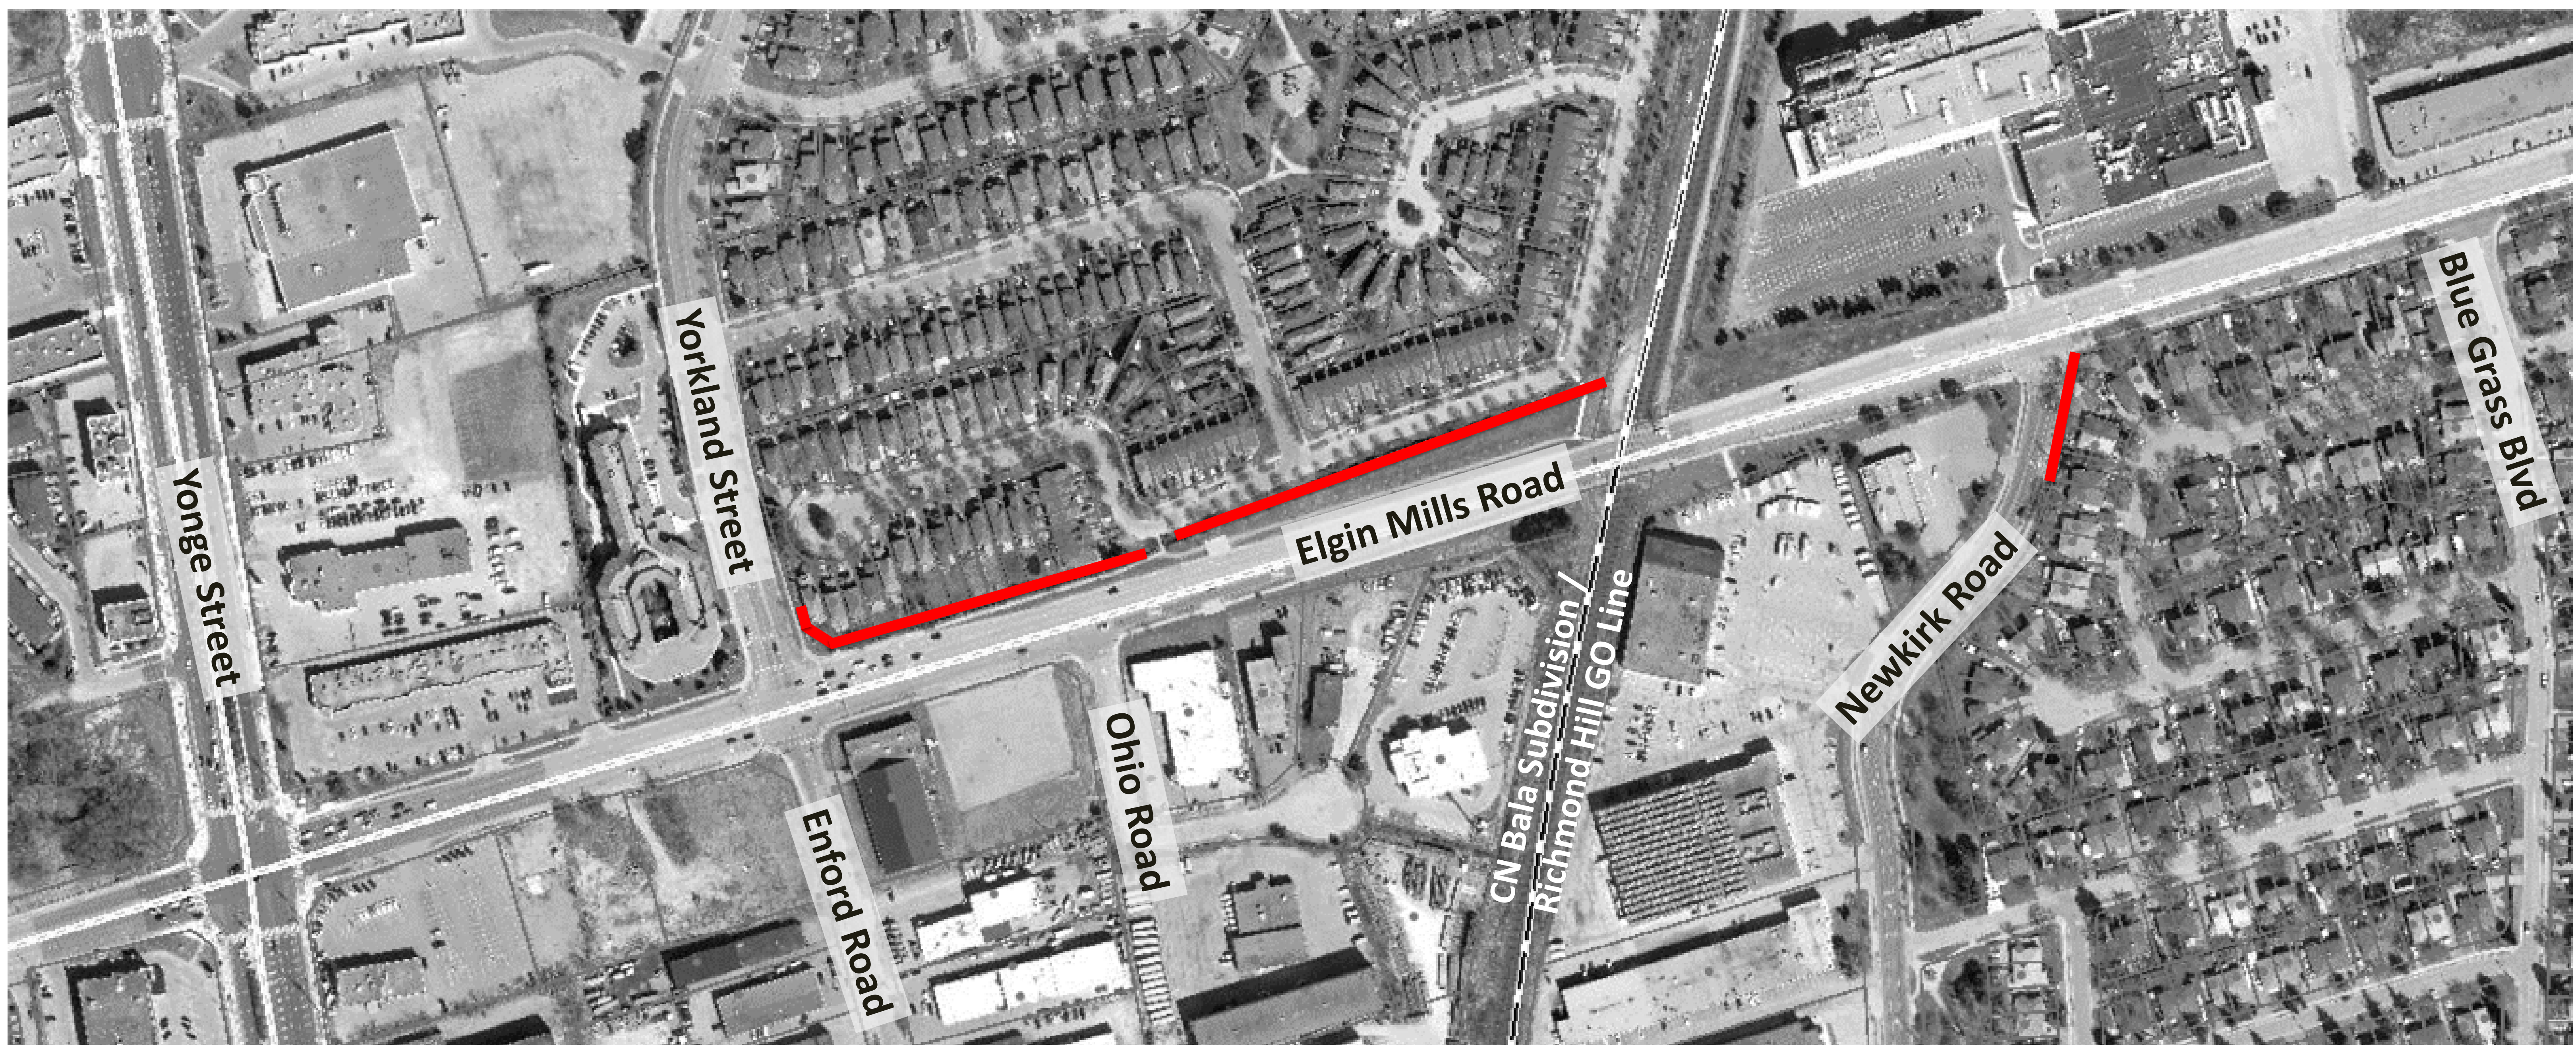 Yonge Street
Yorkland Street
Elgin Mills Road
Blue Grass Blvd
Newkirk Road
CN Bala Subdivision /
Richmond Hill GO Line
Ohio Road
Enford Road